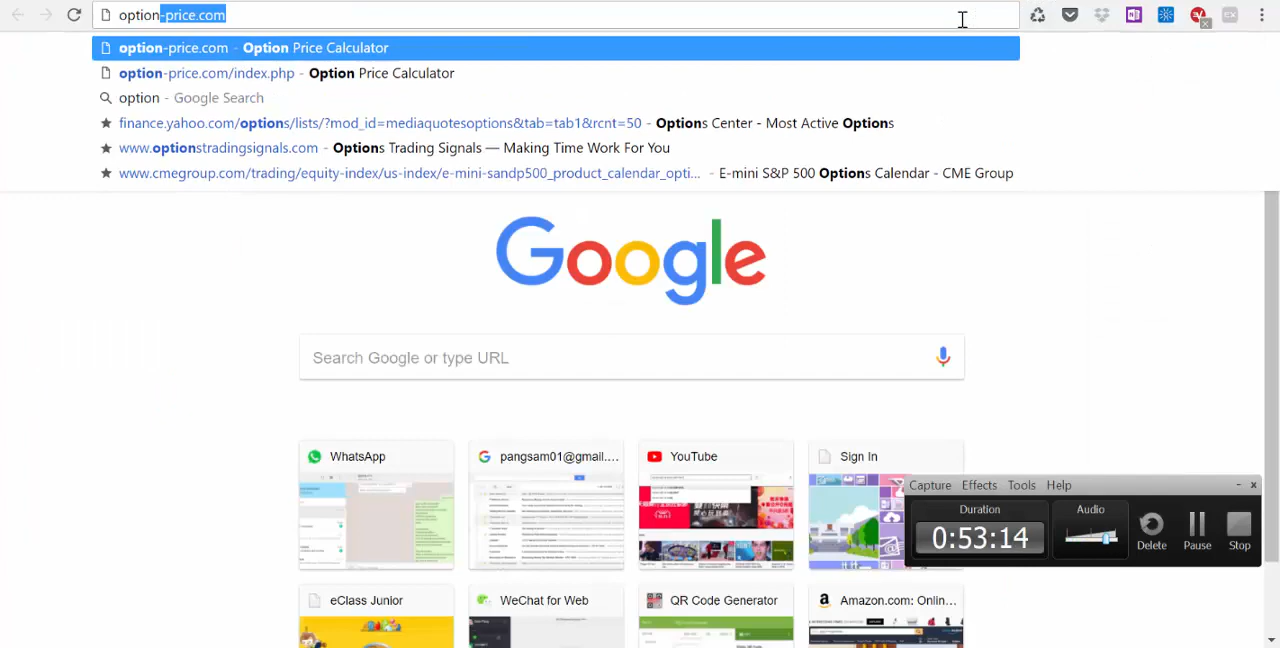 option-price.com
option-price.com - Option Price Calculator
option-price.com/index.php - Option Price Calculator
option - Google Search
finance.yahoo.com/options/lists/?mod_id=mediaquotesoptions&tab=tab1&rcnt=50 - Options Center - Most Active Options
www.optionstradingsignals.com - Options Trading Signals — Making Time Work For You
www.cmegroup.com/trading/equity-index/us-index/e-mini-sandp500_product_calendar_opti... - E-mini S&P 500 Options Calendar - CME Group
Google
Search Google or type URL
WhatsApp
pangsam01@gmail....
YouTube
Sign In
Capture Effects Tools Help
Duration
Audio
0:53:14
Delete
Pause
Stop
eClass Junior
WeChat for Web
QR Code Generator
Amazon.com: Onlin...